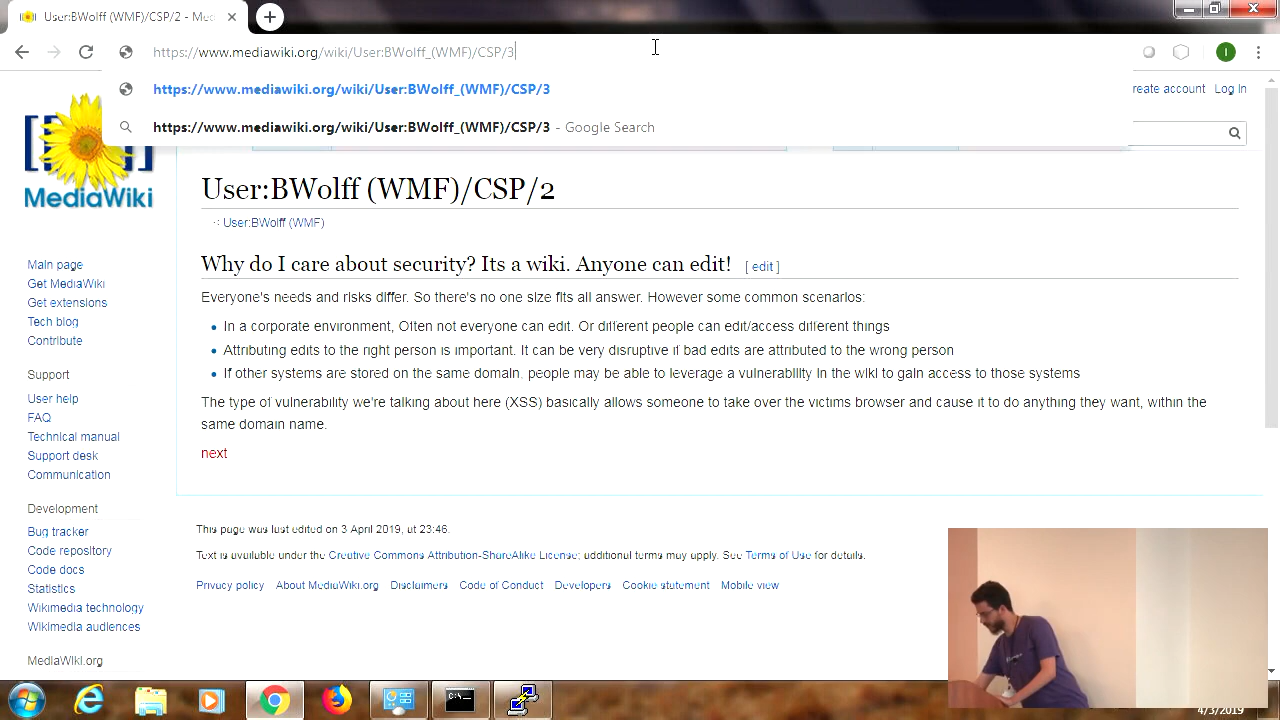 User:BWolff (WMF)/CSP/2 - Me
https://www.mediawiki.org/wiki/User:BWolff_(WMF)/CSP/3
I
https://www.mediawiki.org/wiki/User:BWolff_(WMF)/CSP/3
https://www.mediawiki.org/wiki/User:BWolff_(WMF)/CSP/3 - Google Search
reate account Log In
MediaWiki
User:BWolff (WMF)/CSP/2
User:BWolff (WMF)
Why do I care about security? Its a wiki. Anyone can edit! [ edit ]
Everyone's needs and risks differ. So there's no one size fits all answer. However some common scenarios:
In a corporate environment, Often not everyone can edit. Or different people can edit/access different things
Attributing edits to the right person is important. It can be very disruptive if bad edits are attributed to the wrong person
If other systems are stored on the same domain, people may be able to leverage a vulnerability in the wiki to gain access to those systems
The type of vulnerability we're talking about here (XSS) basically allows someone to take over the victims browser and cause it to do anything they want, within the
same domain name.
next
This page was last edited on 3 April 2019, at 23:46.
Text is available under the Creative Commons Attribution-ShareAlike License; additional terms may apply. See Terms of Use for details.
Privacy policy About MediaWiki.org Disclaimers Code of Conduct Developers Cookie statement Mobile view
Main page
Get MediaWiki
Get extensions
Tech blog
Contribute
Support
User help
FAQ
Technical manual
Support desk
Communication
Development
Bug tracker
Code repository
Code docs
Statistics
Wikimedia technology
Wikimedia audiences
MediaWiki.org
C:\_
4/3/2019